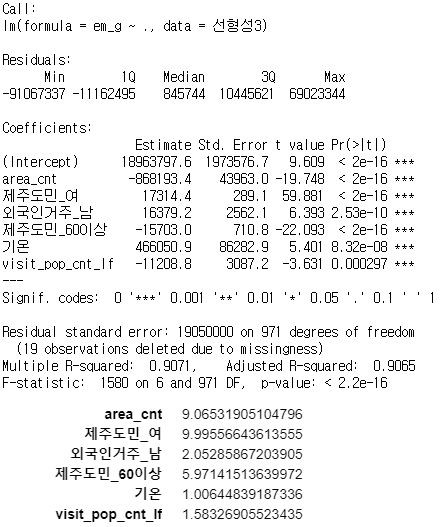 Call:
lm(formula = em_g ~ ., data = 선형성3)
Residuals:
Min 1Q Median 3Q Max
-91067337 -11162495 845744 10445621 69023344
Coefficients:
Estimate Std. Error t value Pr(>|t|)
(Intercept) 18963797.6 1973576.7 9.609 < 2e-16 ***
area_cnt -868193.4 43963.0 -19.748 < 2e-16 ***
제주도민_여 17314.4 289.1 59.881 < 2e-16 ***
외국인거주_남 16379.2 2562.1 6.393 2.53e-10 ***
제주도민_60이상 -15703.0 710.8 -22.093 < 2e-16 ***
기온 466050.9 86282.9 5.401 8.32e-08 ***
visit_pop_cnt_lf -11208.8 3087.2 -3.631 0.000297 ***
---
Signif. codes: 0 '***' 0.001 '**' 0.01 '*' 0.05 '.' 0.1 ' ' 1
Residual standard error: 19050000 on 971 degrees of freedom
(19 observations deleted due to missingness)
Multiple R-squared: 0.9071, Adjusted R-squared: 0.9065
F-statistic: 1580 on 6 and 971 DF, p-value: < 2.2e-16
area_cnt 9.06531905104796
제주도민_여 9.99556643613555
외국인거주_남 2.05285867203905
제주도민_60이상 5.97141513639972
기온 1.00644839187336
visit_pop_cnt_lf 1.58326905523435